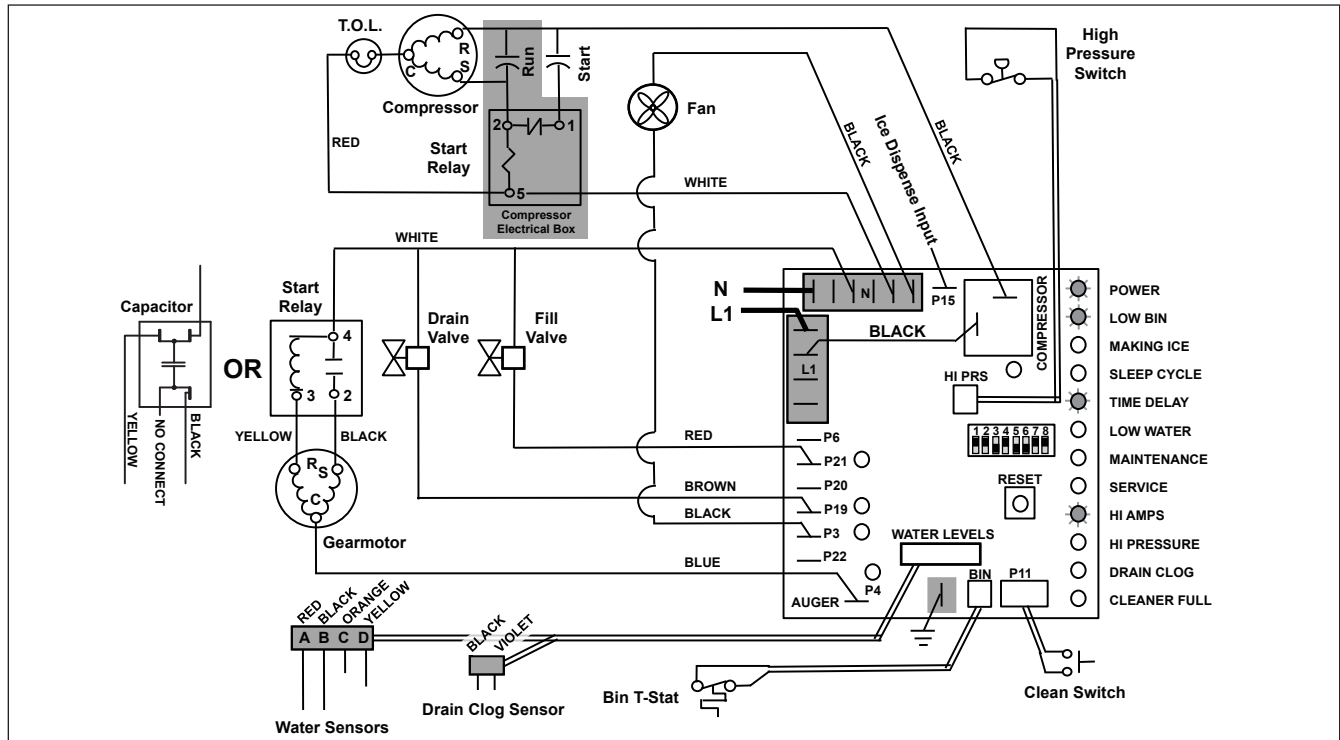 T.O.L.
R
S
C
Compressor
Run
Start
2
1
Start
Relay
5
Compressor
Electrical Box
RED
Fan
BLACK
Ice Dispense Input
BLACK
High
Pressure
Switch
WHITE
WHITE
Capacitor
YELLOW
NO CONNECT
BLACK
OR
Start
Relay
4
3
2
YELLOW
BLACK
R
S
C
Gearmotor
Drain
Valve
Fill
Valve
RED
BROWN
BLACK
BLUE
N
L1
N
P15
L1
BLACK
COMPRESSOR
HI PRS
P6
P21
P20
P19
P3
P22
P4
AUGER
1 2 3 4 5 6 7 8
RESET
WATER LEVELS
BIN
P11
POWER
LOW BIN
MAKING ICE
SLEEP CYCLE
TIME DELAY
LOW WATER
MAINTENANCE
SERVICE
HI AMPS
HI PRESSURE
DRAIN CLOG
CLEANER FULL
RED
BLACK
ORANGE
YELLOW
A B C D
Water Sensors
BLACK
VIOLET
Drain Clog Sensor
Bin T-Stat
Clean Switch